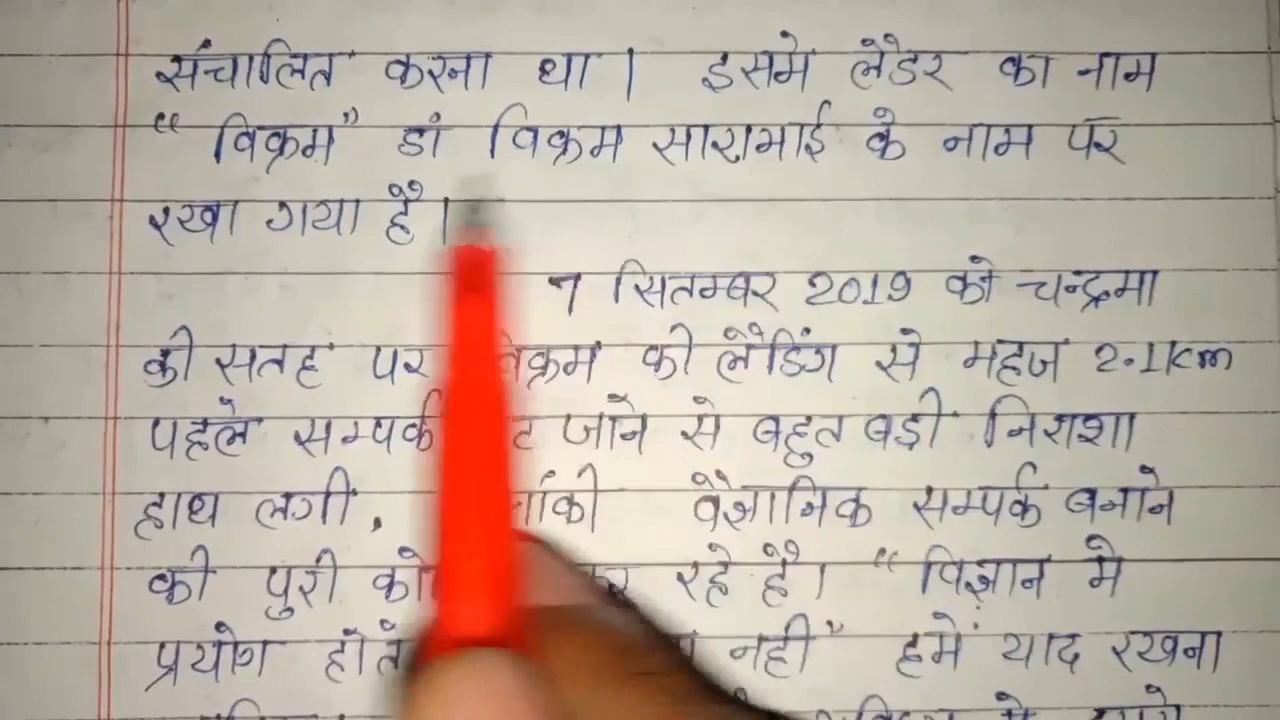 संचालित करना था। इसमे लेंडेर का नाम
“विक्रम” डां विक्रम साराभाई के नाम पर
रखा गया है।
7 सितम्बर 2019 को चन्द्रमा
की सतह पर विक्रम की लैंडिंग से महज 2.1km
पहले सम्पर्क जाने से बहुत बड़ी निराशा
हाथ लगी, वैज्ञानिक सम्पर्क बनाने
की पुरी रहे है। “विज्ञान मे
प्रयोग होते नही” हमें याद रखना